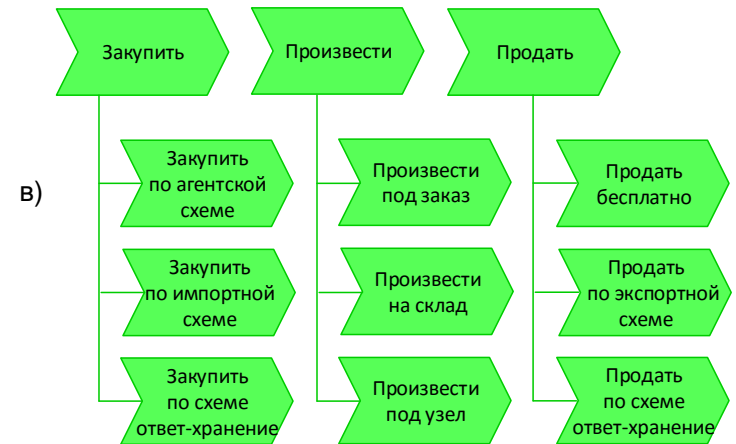 Закупить
Произвести
Продать
в)
Закупить
по агентской
схеме
Произвести
под заказ
Продать
бесплатно
Закупить
по импортной
схеме
Произвести
на склад
Продать
по экспортной
схеме
Закупить
по схеме
ответ-хранение
Произвести
под узел
Продать
по схеме
ответ-хранение